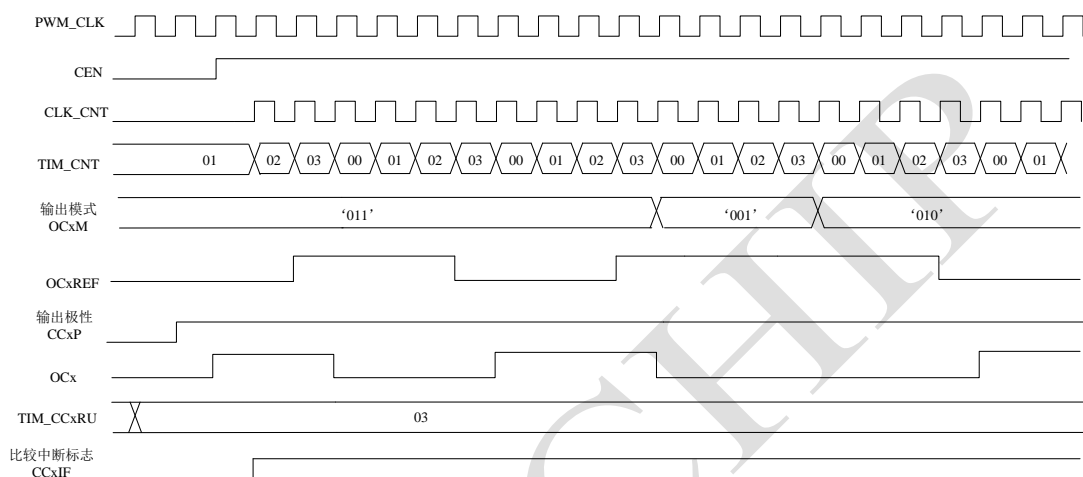 PWM_CLK
CEN
CLK_CNT
TIM_CNT 01 02 03 00 01 02 03 00 01 02 03 00 01 02 03 00 01 02 03 00 01
输出模式
OCxM '011' '001' '010'
OCxREF
输出极性
CCxP
OCx
TIM_CCxRU 03
比较中断标志
CCxIF
CHIP